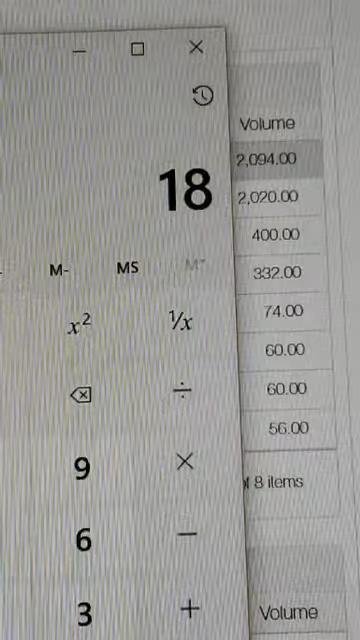 Volume
2,094.00
18
2,020.00
400.00
M- MS
332.00
x² ¹/x
74.00
60.00
÷
60.00
56.00
9 ×
8 items
6 −
3 +
Volume